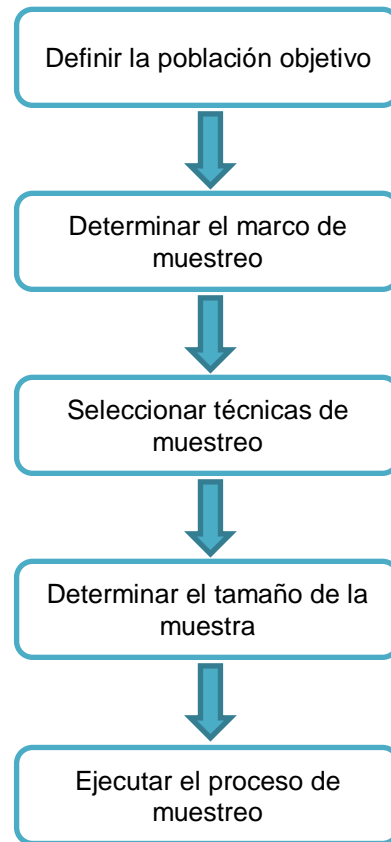 Definir la población objetivo
Determinar el marco de
muestreo
Seleccionar técnicas de
muestreo
Determinar el tamaño de la
muestra
Ejecutar el proceso de
muestreo